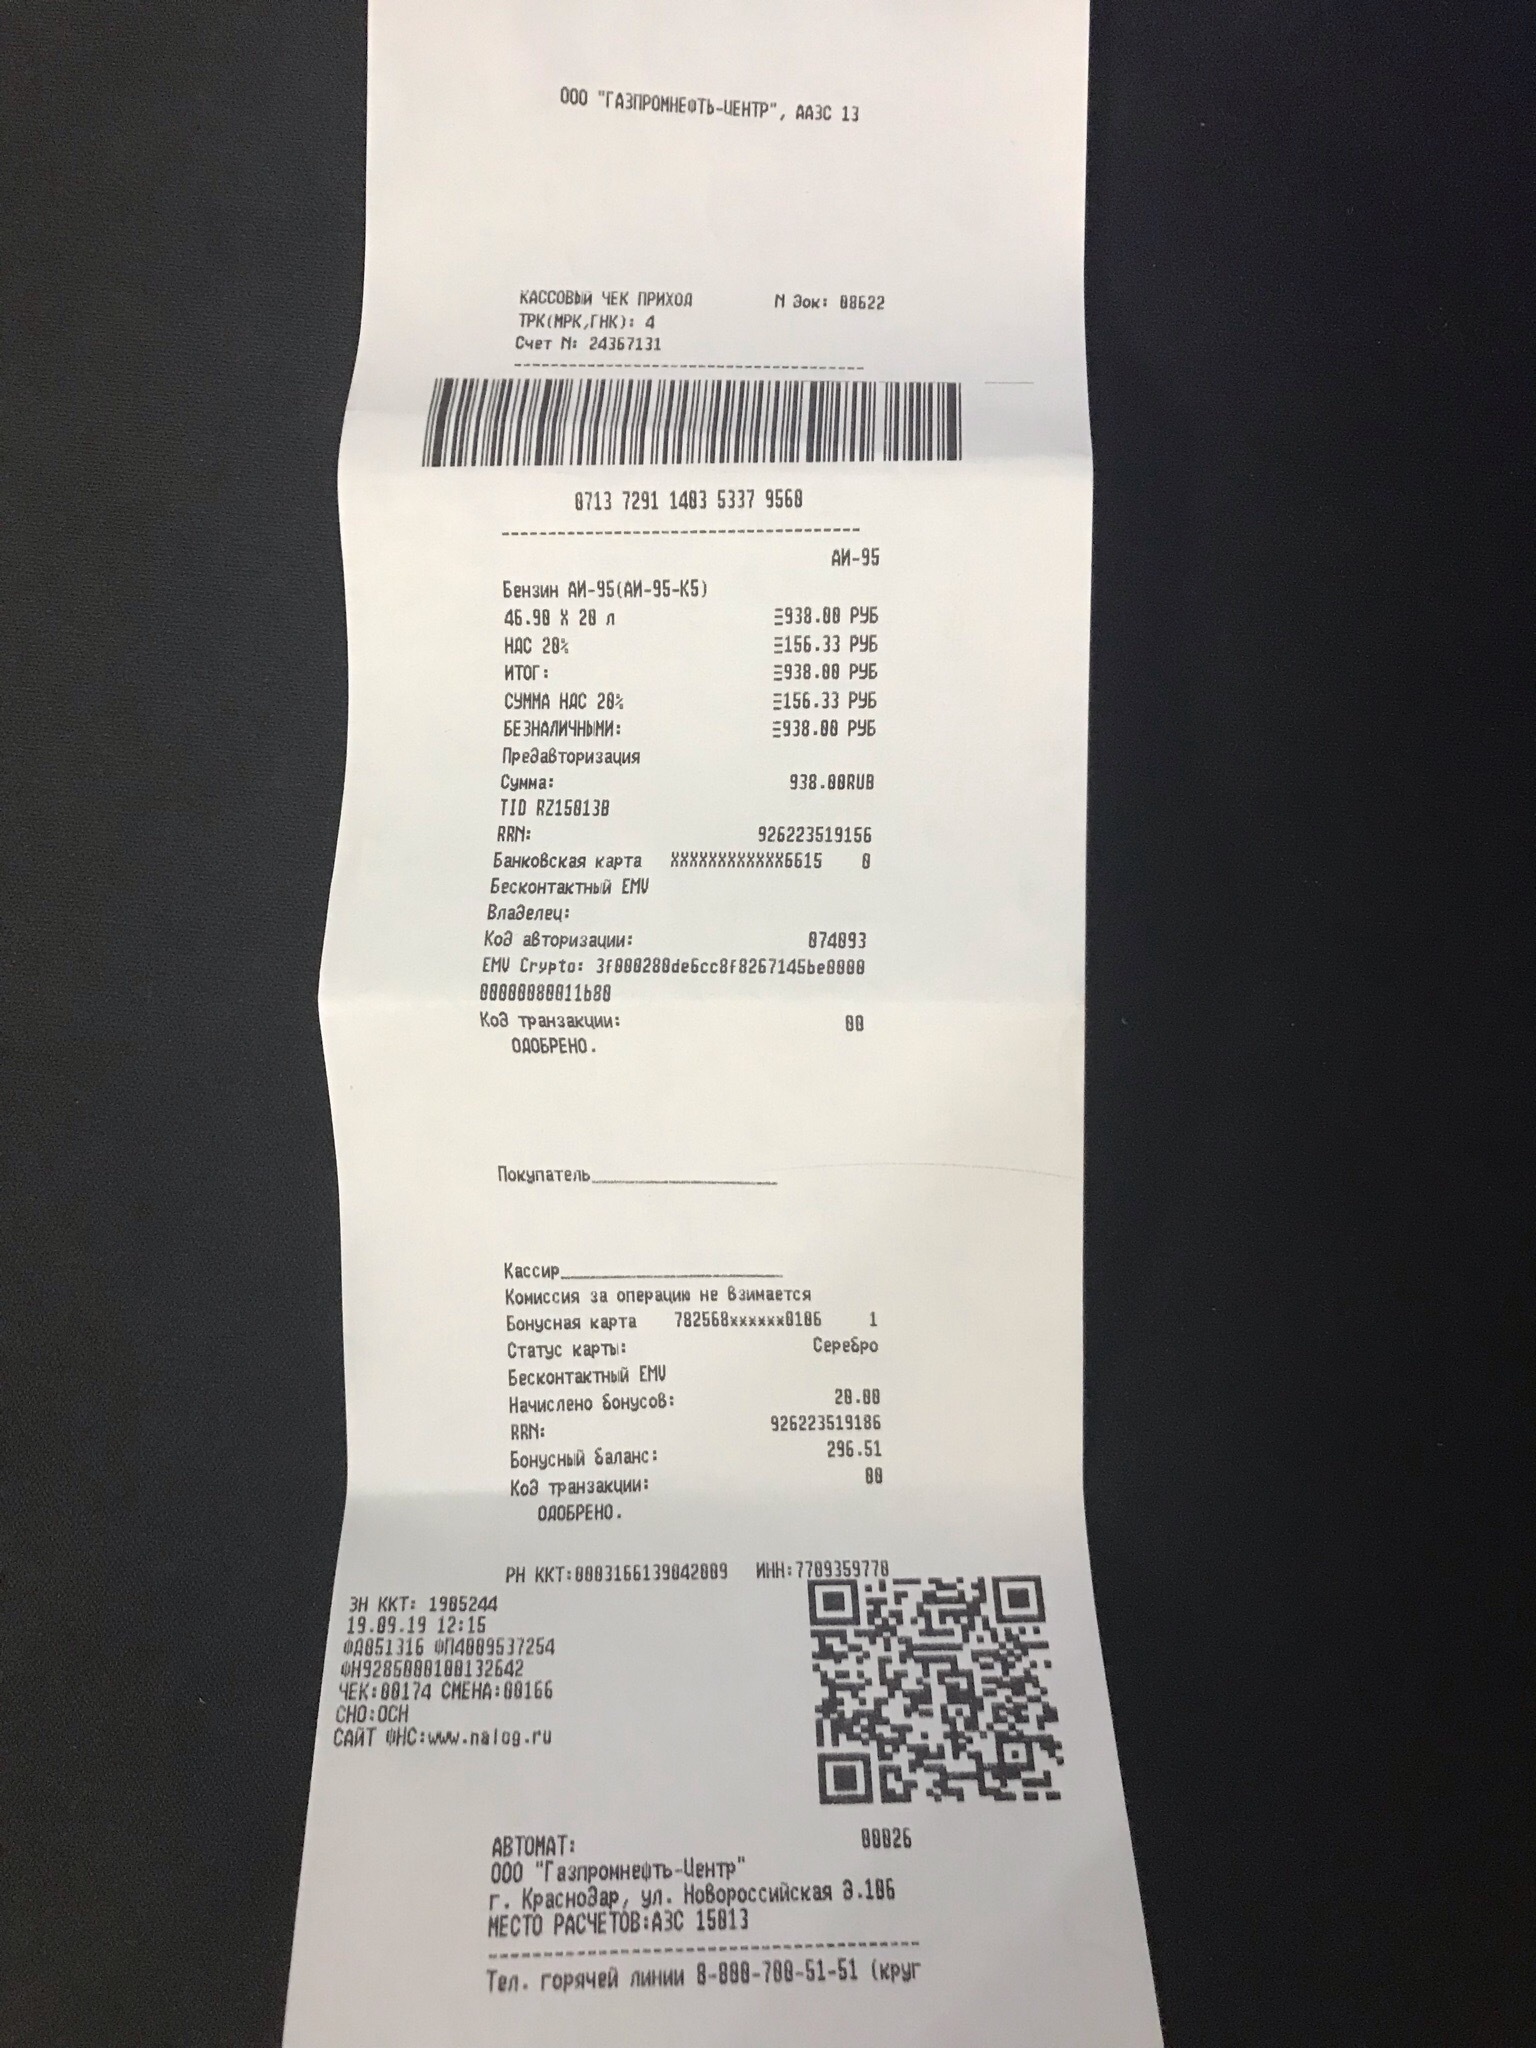 ООО "ГАЗПРОМНЕФТЬ-ЦЕНТР", ААЗС 13
КАССОВЫЙ ЧЕК ПРИХОД N Док: 08622
ТРК(МРК,ГНК): 4
Счет N: 24367131
0713 7291 1403 5337 9560
АИ-95
Бензин АИ-95(АИ-95-К5)
46.90 X 20 л ≡938.00 РУБ
НДС 20% ≡156.33 РУБ
ИТОГ: ≡938.00 РУБ
СУММА НДС 20% ≡156.33 РУБ
БЕЗНАЛИЧНЫМИ: ≡938.00 РУБ
Предавторизация
Сумма: 938.00RUB
TID RZ15013B
RRN: 926223519156
Банковская карта XXXXXXXXXXXX6615 0
Бесконтактный EMV
Владелец:
Код авторизации: 074093
EMV Crypto: 3f000280de6cc8f8267145be0000
00000080011b80
Код транзакции: 00
ОДОБРЕНО.
Покупатель
Кассир
Комиссия за операцию не взимается
Бонусная карта 782568xxxxxx0106 1
Статус карты: Серебро
Бесконтактный EMV
Начислено бонусов: 20.00
RRN: 926223519186
Бонусный баланс: 296.51
Код транзакции: 00
ОДОБРЕНО.
РН ККТ:0003166139042009 ИНН:7709359770
ЗН ККТ: 1905244
19.09.19 12:15
ФД051316 ФП4009537254
ФН9286000100132642
ЧЕК:00174 СМЕНА:00166
СНО:ОСН
САЙТ ФНС:www.nalog.ru
АВТОМАТ: 00026
ООО "Газпромнефть-Центр"
г. Краснодар, ул. Новороссийская д.106
МЕСТО РАСЧЕТОВ:АЗС 15013
Тел. горячей линии 8-800-700-51-51 (круг